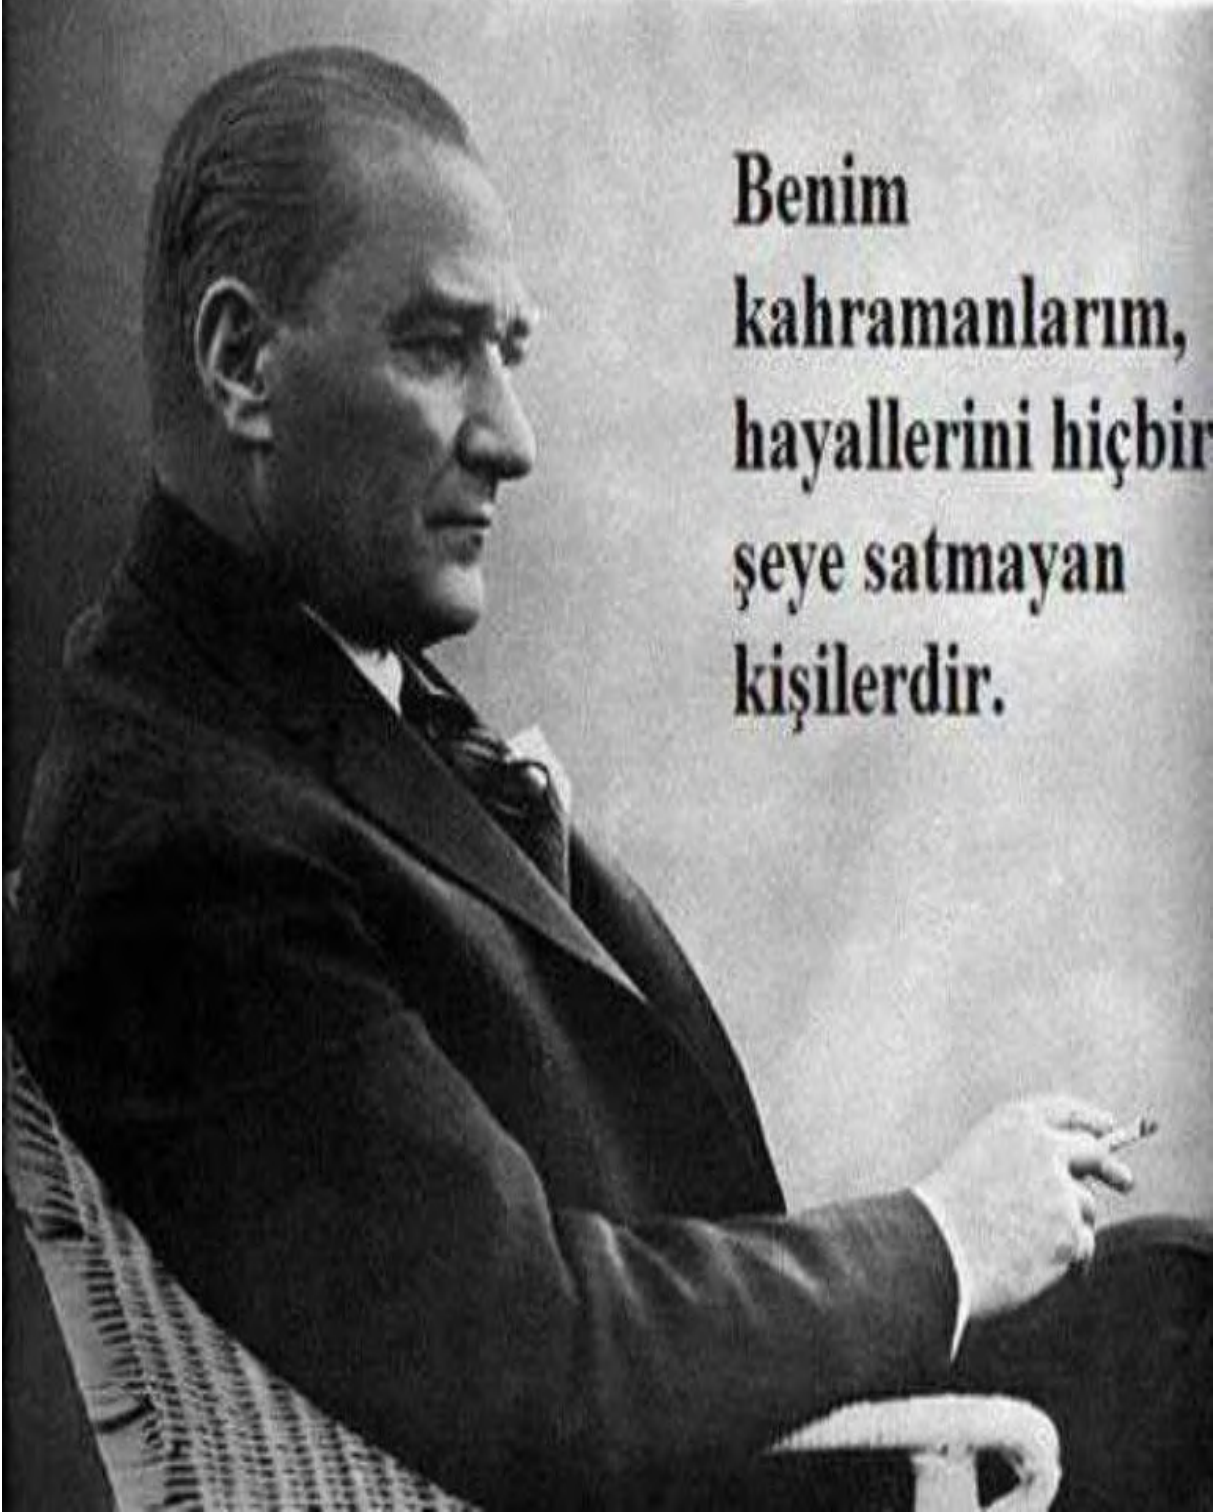 Benim
kahramanlarım,
hayallerini hiçbir
şeye satmayan
kişilerdir.